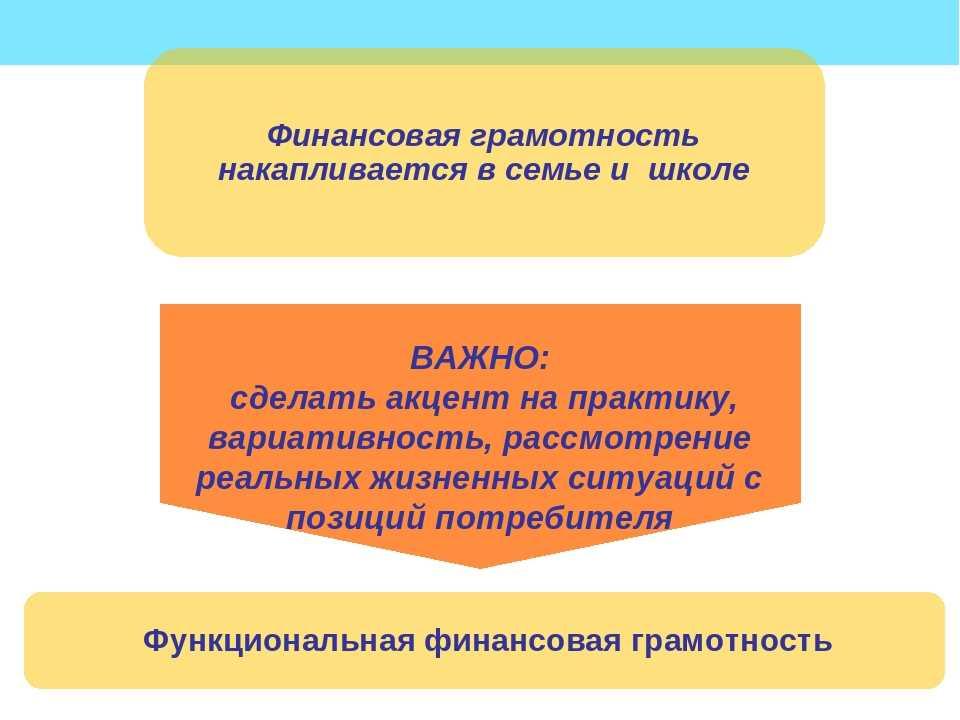 Финансовая грамотность
накапливается в семье и  школе
ВАЖНО:
сделать акцент на практику,
вариативность, рассмотрение
реальных жизненных ситуаций с
позиций потребителя
Функциональная финансовая грамотность